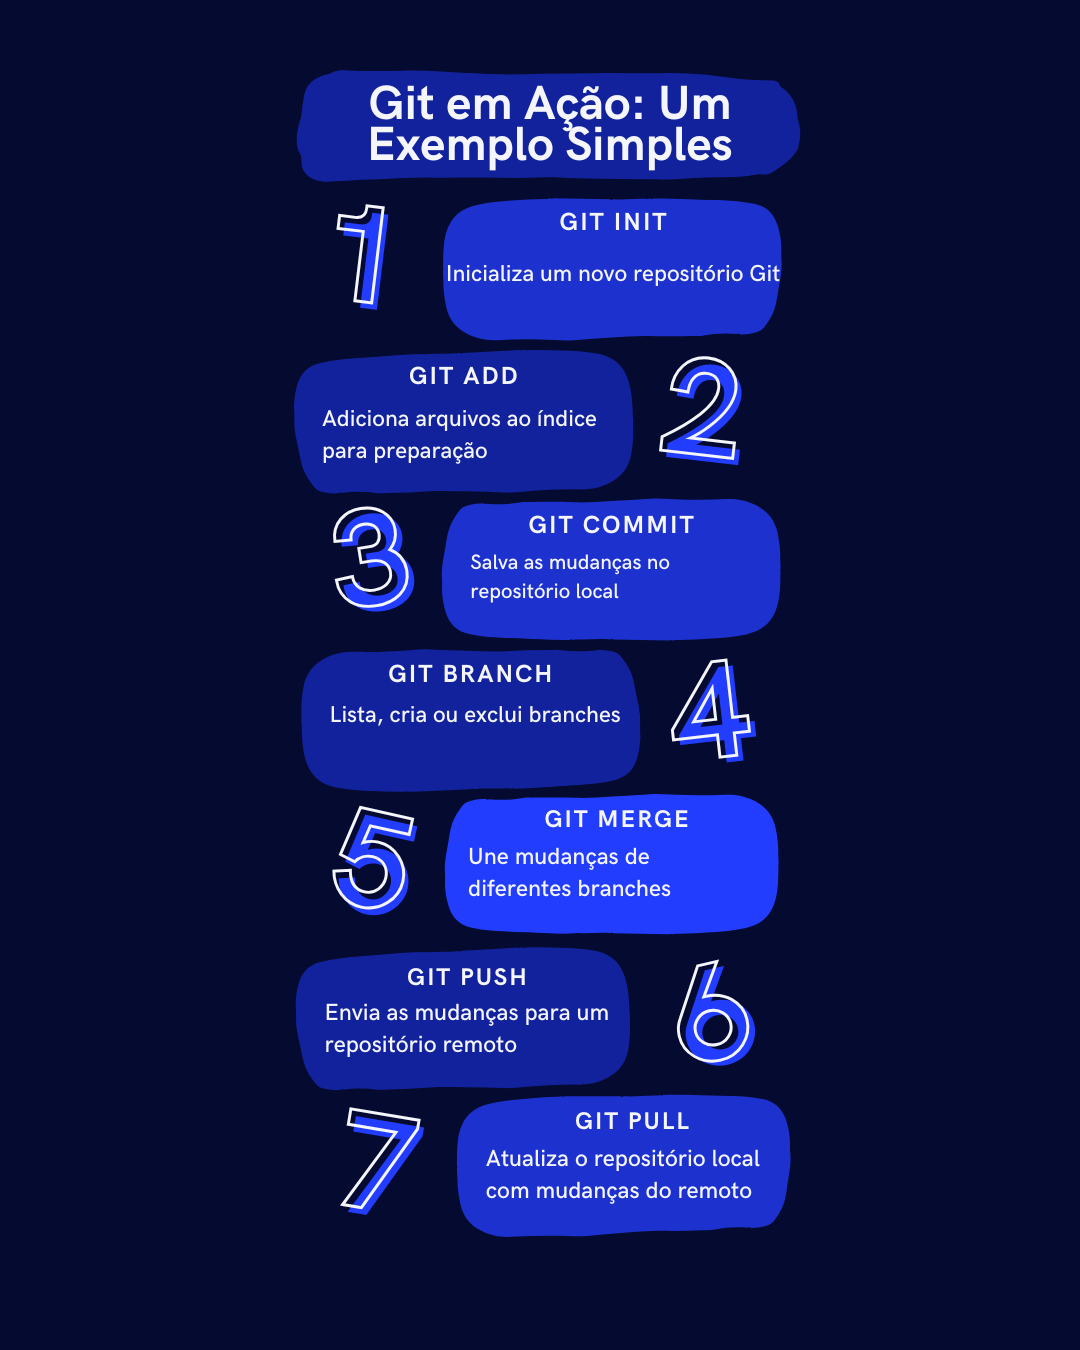 Git em Ação: Um
Exemplo Simples
1
GIT INIT
Inicializa um novo repositório Git
GIT ADD
Adiciona arquivos ao índice
para preparação
2
3
GIT COMMIT
Salva as mudanças no
repositório local
GIT BRANCH
Lista, cria ou exclui branches
4
5
GIT MERGE
Une mudanças de
diferentes branches
GIT PUSH
Envia as mudanças para um
repositório remoto
6
7
GIT PULL
Atualiza o repositório local
com mudanças do remoto